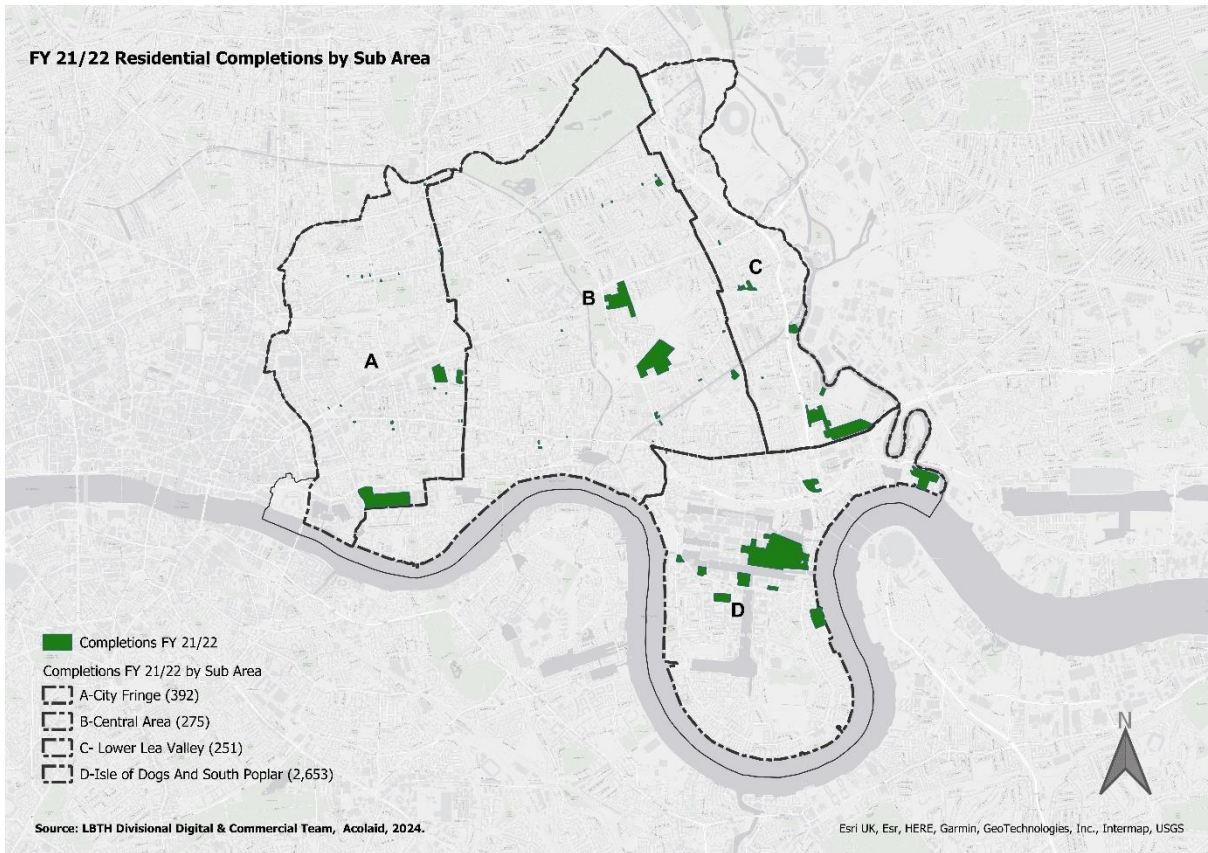 FY 21/22 Residential Completions by Sub Area
C
B
A
D
Completions FY 21/22
Completions FY 21/22 by Sub Area
A-City Fringe (392)
B-Central Area (275)
C- Lower Lea Valley (251)
D-Isle of Dogs And South Poplar (2,653)
N
Source: LBTH Divisional Digital & Commercial Team, Acolaid, 2024.
Esri UK, Esr, HERE, Garmin, GeoTechnologies, Inc., Intermap, USGS